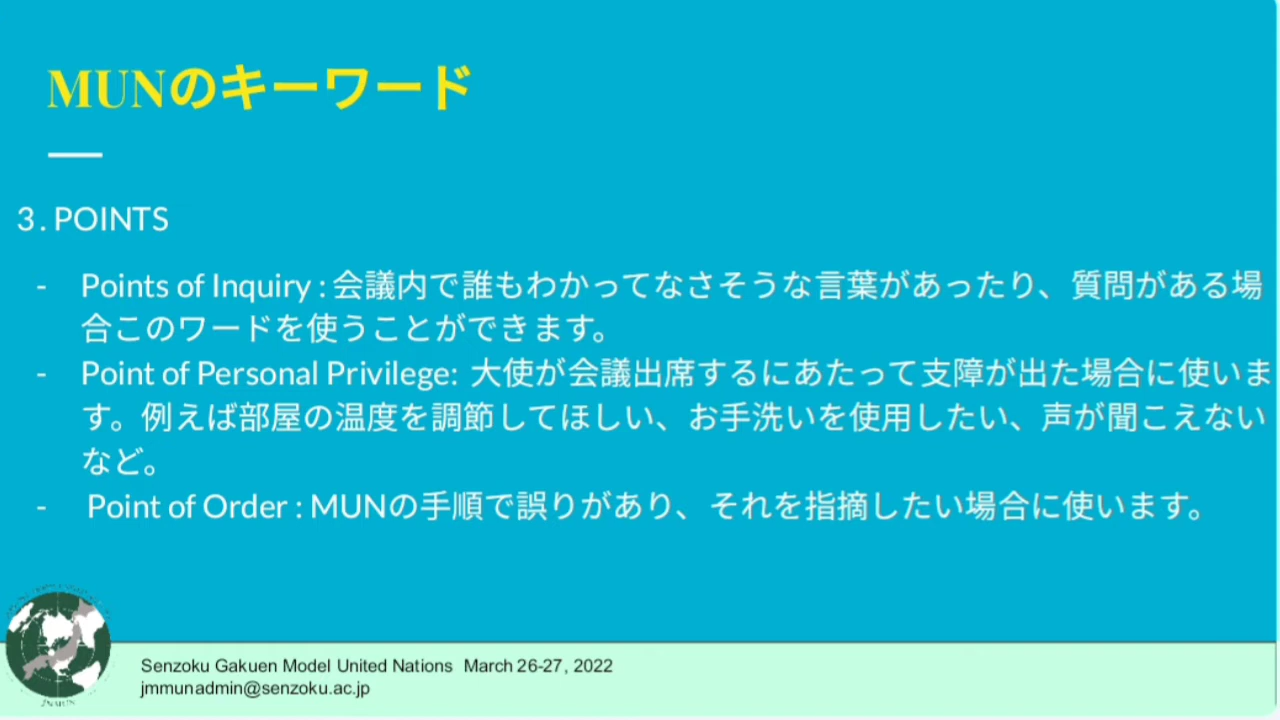 MUNのキーワード
3. POINTS
- Points of Inquiry : 会議内で誰もわかってなさそうな言葉があったり、質問がある場
合このワードを使うことができます。
- Point of Personal Privilege: 大使が会議出席するにあたって支障が出た場合に使いま
す。例えば部屋の温度を調節してほしい、お手洗いを使用したい、声が聞こえない
など。
- Point of Order : MUNの手順で誤りがあり、それを指摘したい場合に使います。
Senzoku Gakuen Model United Nations March 26-27, 2022
jmmunadmin@senzoku.ac.jp